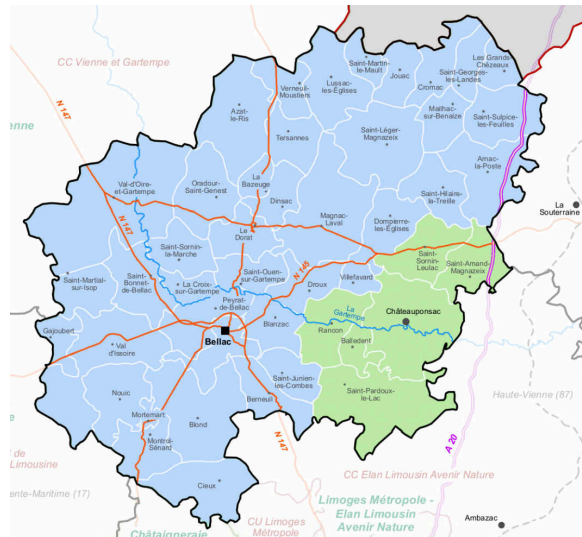 CC Vienne et Gartempe
Les Grands-
Chézeaux
Saint-Martin-
le-Mault
Jouac
Saint-Georges-
les-Landes
Verneuil-
Moustiers
Lussac-
les-Églises
Cromac
Azat-
le-Ris
Mailhac-
sur-Benaize
Saint-Sulpice-
les-Feuilles
N 147
enne
Tersannes
Saint-Léger-
Magnazeix
Arnac-
la-Poste
Oradour-
Saint-Genest
La
Bazeuge
Val-d'Oire-
et-Gartempe
Dinsac
Saint-Hilaire-
la-Treille
La
Souterraine
N 147
Magnac-
Laval
Dompierre-
les-Églises
Le
Dorat
Saint-Sornin-
la-Marche
Saint-
Sornin-
Leulac
Saint-Amand-
Magnazeix
N 145
Saint-Martial-
sur-Isop
Saint-
Bonnet-
de-Bellac
La Croix-
sur-Gartempe
Saint-Ouen-
sur-Gartempe
Droux
Villefavard
Peyrat-
de-Bellac
La
Gartempe
Châteauponsac
Blanzac
Rancon
Gajoubert
Val
d'Issoire
Bellac
Balledent
Saint-Junien-
les-Combes
Saint-Pardoux-
le-Lac
Haute-Vienne (87)
Nouic
Berneuil
Mortemart
Blond
Montrol-
Sénard
N 147
A 20
de
Limousine
Cieux
CC Elan Limousin Avenir Nature
ente-Maritime (17)
Limoges Métropole -
Elan Limousin
Avenir Nature
CU Limoges
Métropole
Ambazac
Châtaigneraie